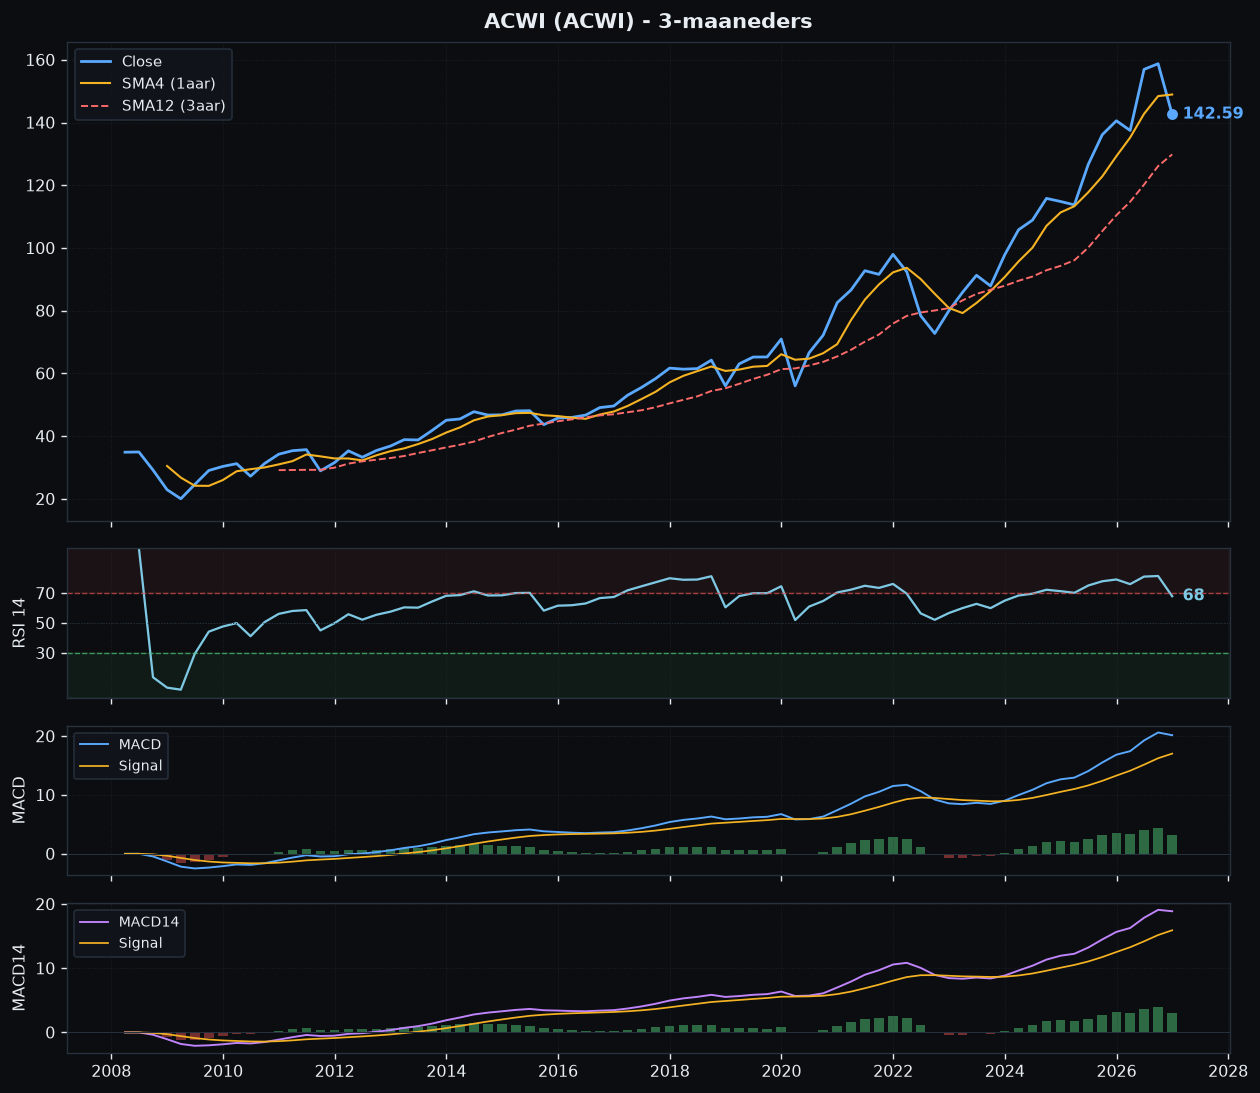 ACWI (ACWI) - 3-maaneders
160
140
120
100
80
60
40
20
Close
SMA4 (1aar)
SMA12 (3aar)
142.59
RSI 14
70
50
30
68
MACD
20
10
0
MACD
Signal
MACD14
20
10
0
MACD14
Signal
2008 2010 2012 2014 2016 2018 2020 2022 2024 2026 2028